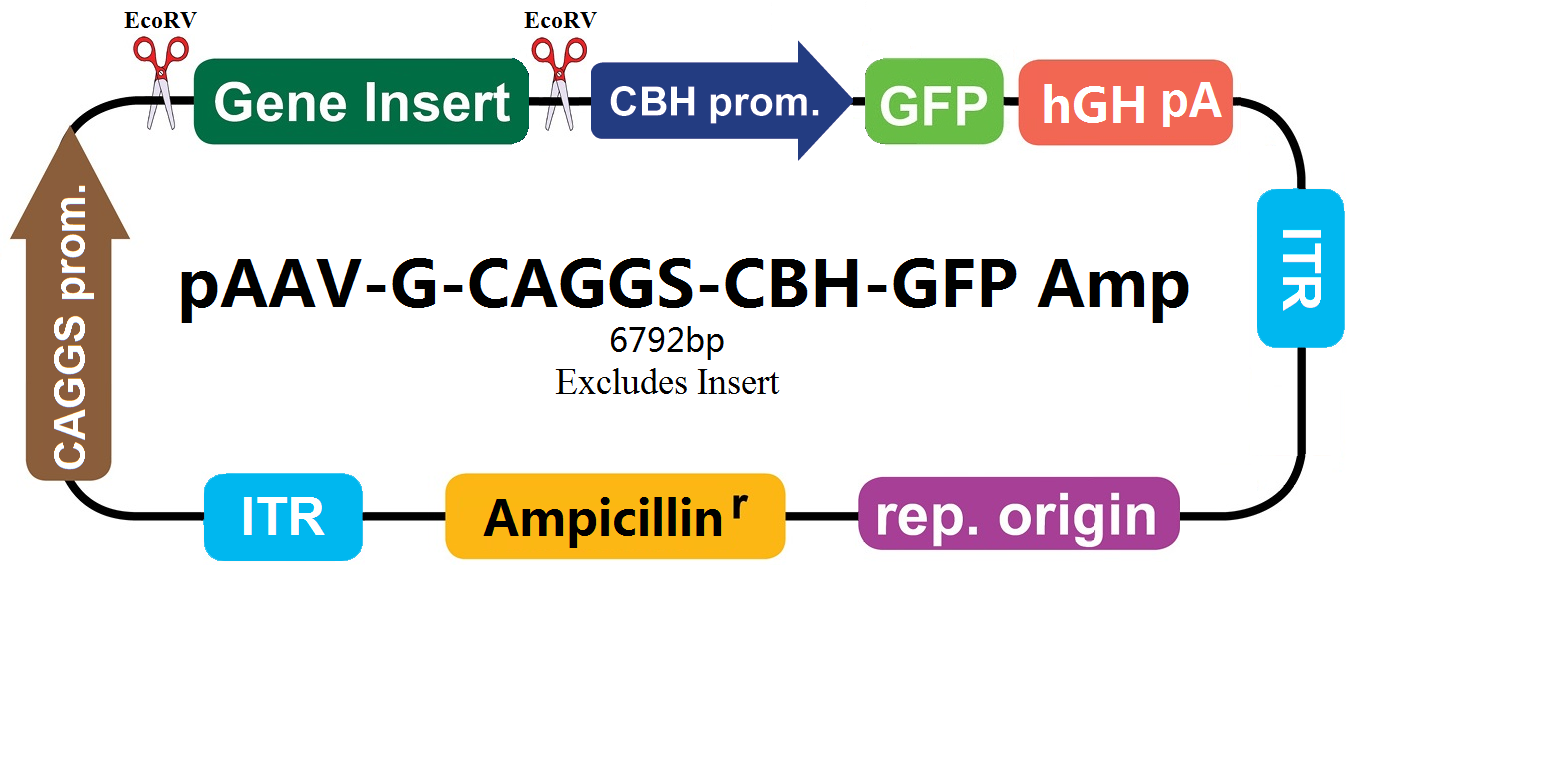 EcoRV
EcoRV
Gene Insert
CBH prom.
GFP
hGH pA
CAGGS prom.
ITR
pAAV-G-CAGGS-CBH-GFP Amp
6792bp
Excludes Insert
ITR
Ampicillin r
rep. origin